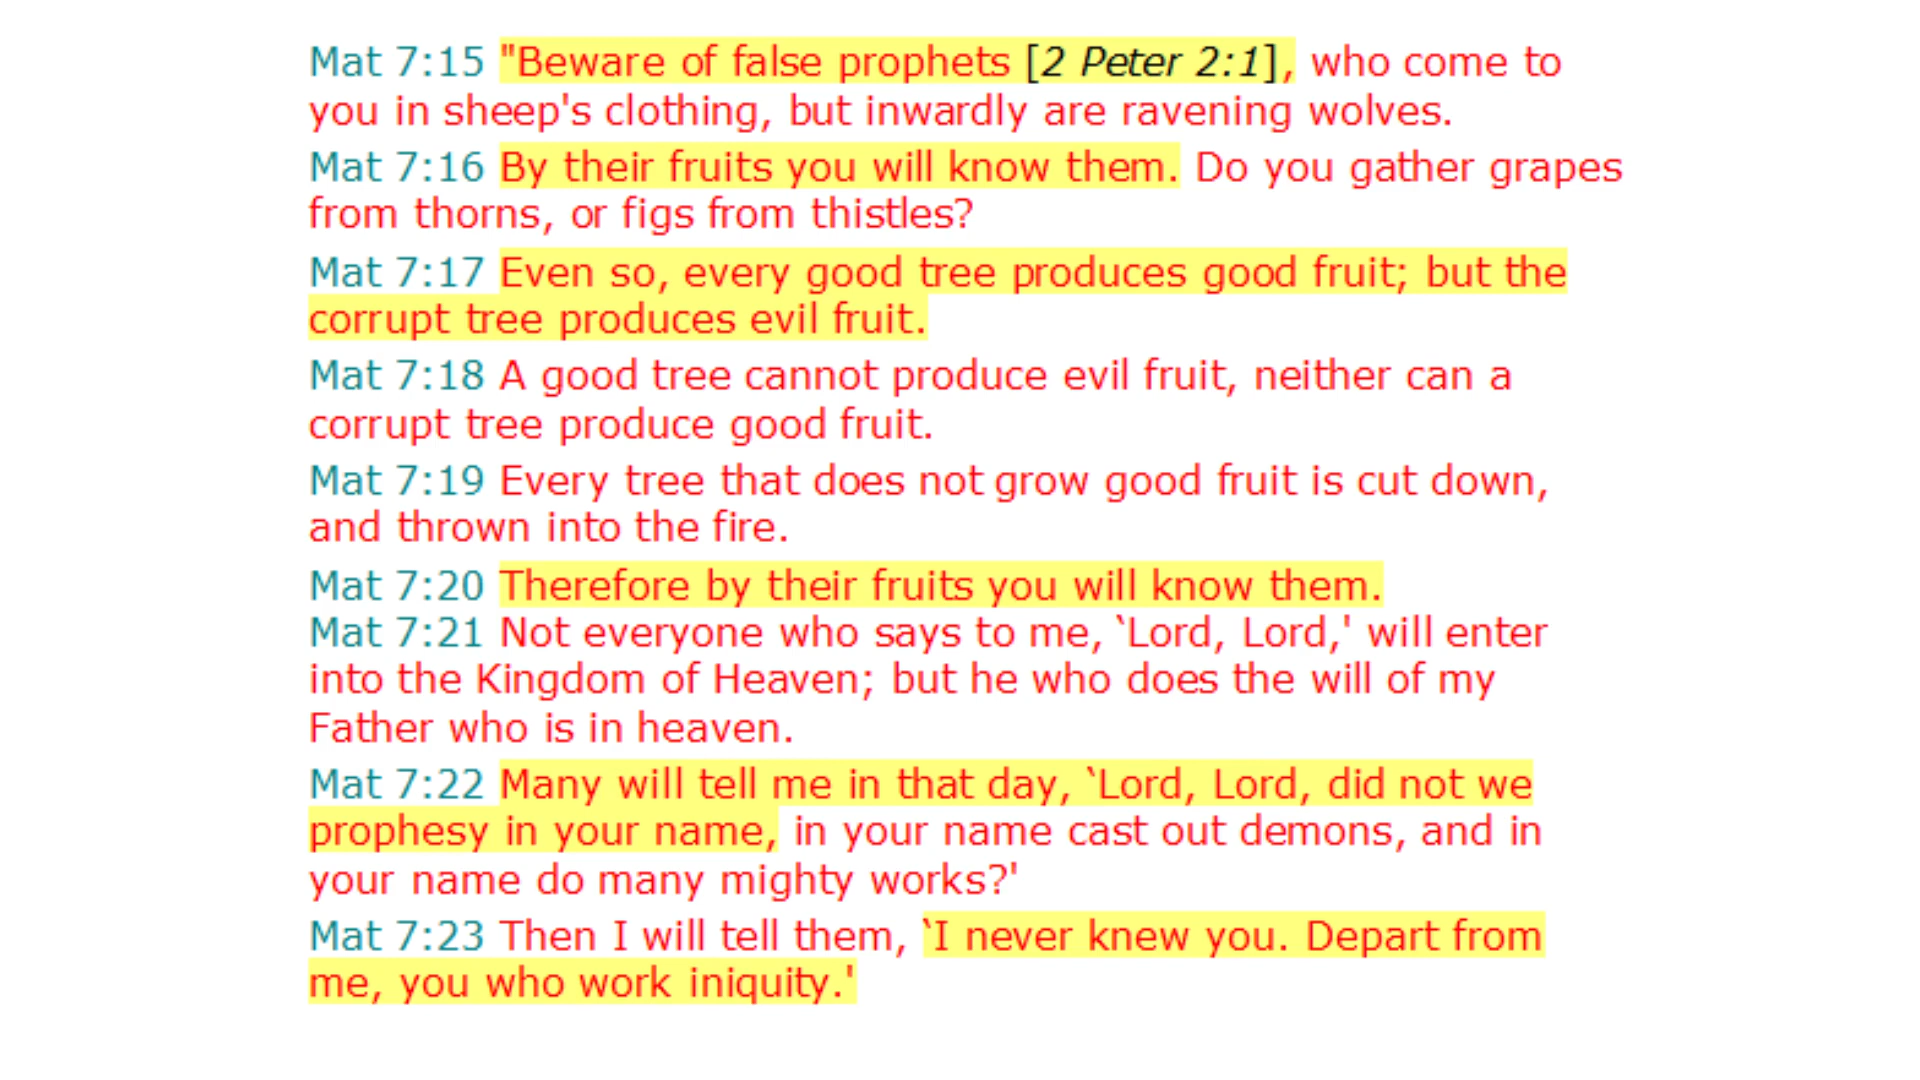 Mat 7:15 "Beware of false prophets [2 Peter 2:1], who come to
you in sheep's clothing, but inwardly are ravening wolves.
Mat 7:16 By their fruits you will know them. Do you gather grapes
from thorns, or figs from thistles?
Mat 7:17 Even so, every good tree produces good fruit; but the
corrupt tree produces evil fruit.
Mat 7:18 A good tree cannot produce evil fruit, neither can a
corrupt tree produce good fruit.
Mat 7:19 Every tree that does not grow good fruit is cut down,
and thrown into the fire.
Mat 7:20 Therefore by their fruits you will know them.
Mat 7:21 Not everyone who says to me, `Lord, Lord,' will enter
into the Kingdom of Heaven; but he who does the will of my
Father who is in heaven.
Mat 7:22 Many will tell me in that day, `Lord, Lord, did not we
prophesy in your name, in your name cast out demons, and in
your name do many mighty works?'
Mat 7:23 Then I will tell them, `I never knew you. Depart from
me, you who work iniquity.'